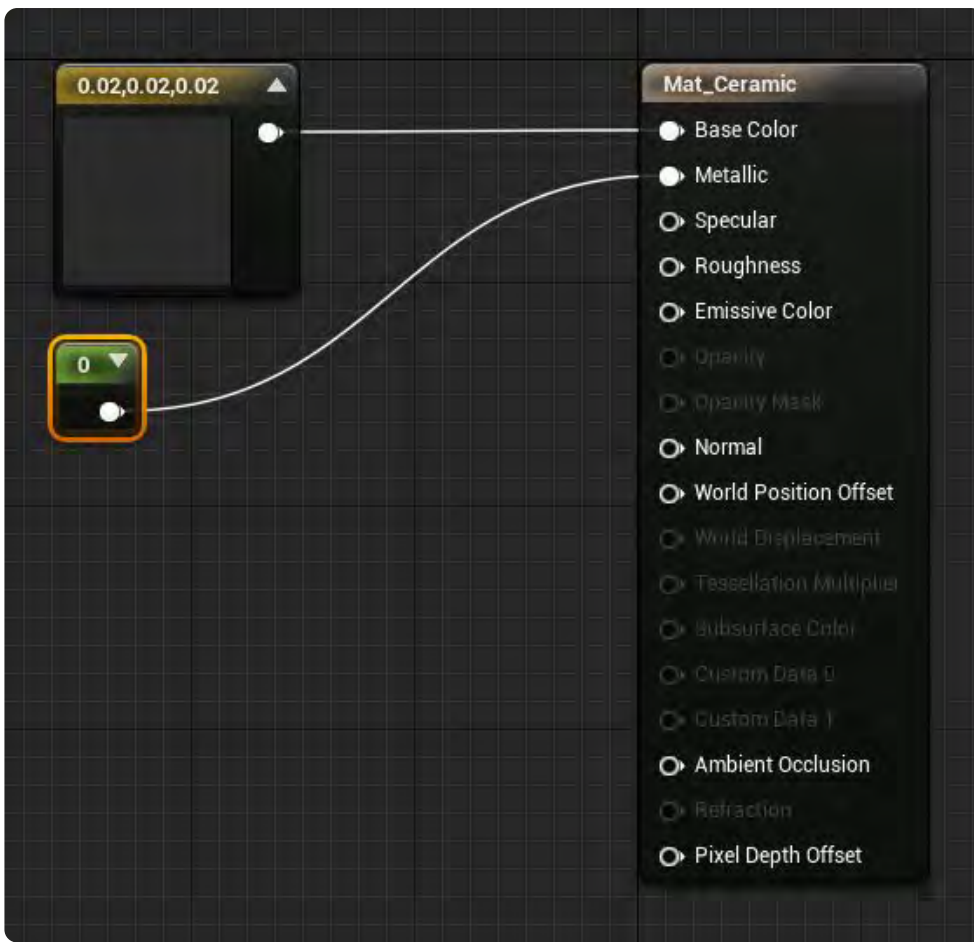 0.02,0.02,0.02
0
Mat_Ceramic
Base Color
Metallic
Specular
Roughness
Emissive Color
Opacity
Opacity Mask
Normal
World Position Offset
World Displacement
Tessellation Multiplier
Subsurface Color
Custom Data 0
Custom Data 1
Ambient Occlusion
Refraction
Pixel Depth Offset